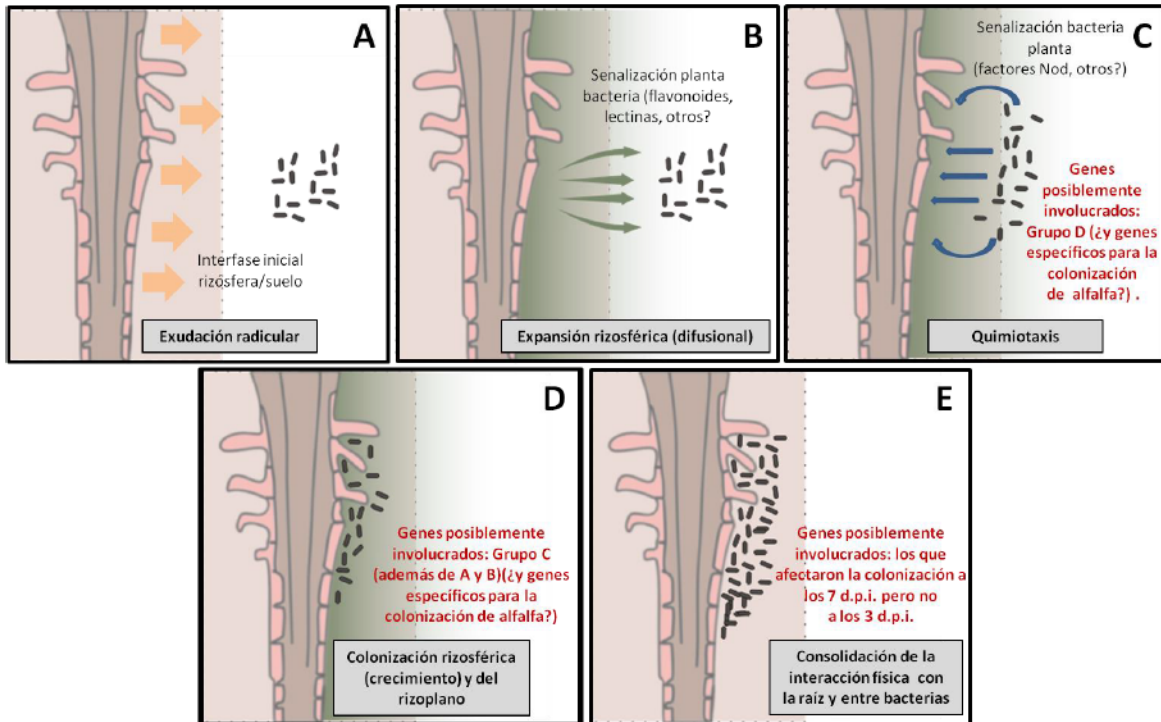 A
Interfase inicial
rizósfera/suelo
Exudación radicular
B
Senalización planta
bacteria (flavonoides,
lectinas, otros?
Expansión rizosférica (difusional)
C
Senalización bacteria
planta
(factores Nod, otros?)
Genes
posiblemente
involucrados:
Grupo D (¿y genes
específicos para la
colonización
de alfalfa?) .
Quimiotaxis
D
Genes posiblemente
involucrados: Grupo C
(además de A y B)(¿y genes
específicos para la
colonización de alfalfa?)
Colonización rizosférica
(crecimiento) y del
rizoplano
E
Genes posiblemente
involucrados: los que
afectaron la colonización a
los 7 d.p.i. pero no
a los 3 d.p.i.
Consolidación de la
interacción física con
la raíz y entre bacterias